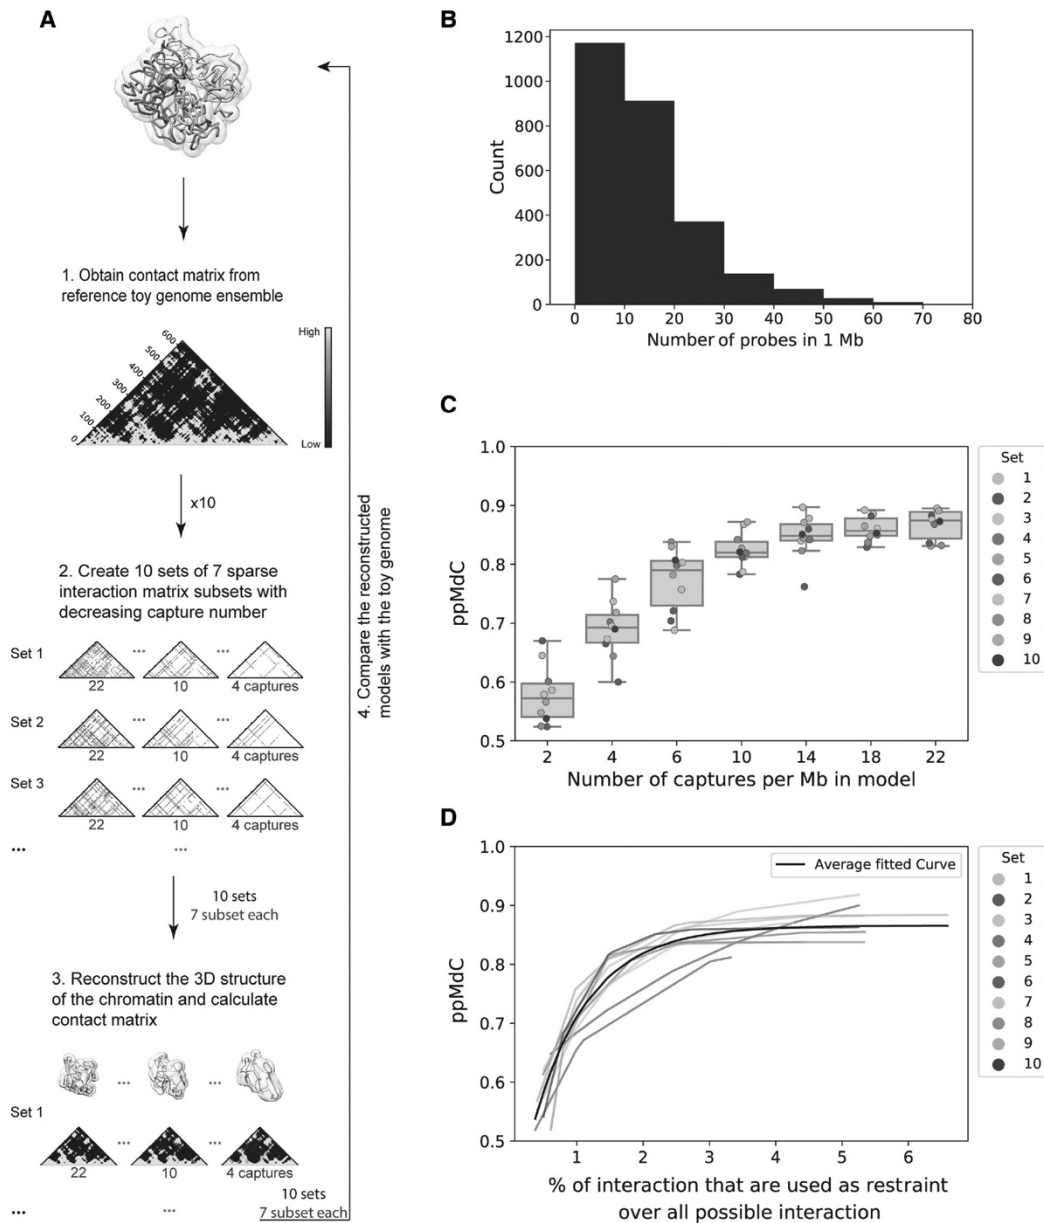 A
1. Obtain contact matrix from
reference toy genome ensemble
0
100
200
300
400
500
600
High
Low
x10
2. Create 10 sets of 7 sparse
interaction matrix subsets with
decreasing capture number
Set 1
... ...
22 10 4 captures
Set 2
... ...
22 10 4 captures
Set 3
... ...
22 10 4 captures
... ...
10 sets
7 subset each
3. Reconstruct the 3D structure
of the chromatin and calculate
contact matrix
... ...
Set 1
... ...
22 10 4 captures
10 sets
... ... 7 subset each
4. Compare the reconstructed
models with the toy genome
B
Count
1200
1000
800
600
400
200
0
0 10 20 30 40 50 60 70 80
Number of probes in 1 Mb
C
ppMdC
1.0
0.9
0.8
0.7
0.6
0.5
2 4 6 10 14 18 22
Number of captures per Mb in model
Set
1
2
3
4
5
6
7
8
9
10
D
ppMdC
1.0
0.9
0.8
0.7
0.6
0.5
Average fitted Curve
1 2 3 4 5 6
% of interaction that are used as restraint
over all possible interaction
Set
1
2
3
4
5
6
7
8
9
10